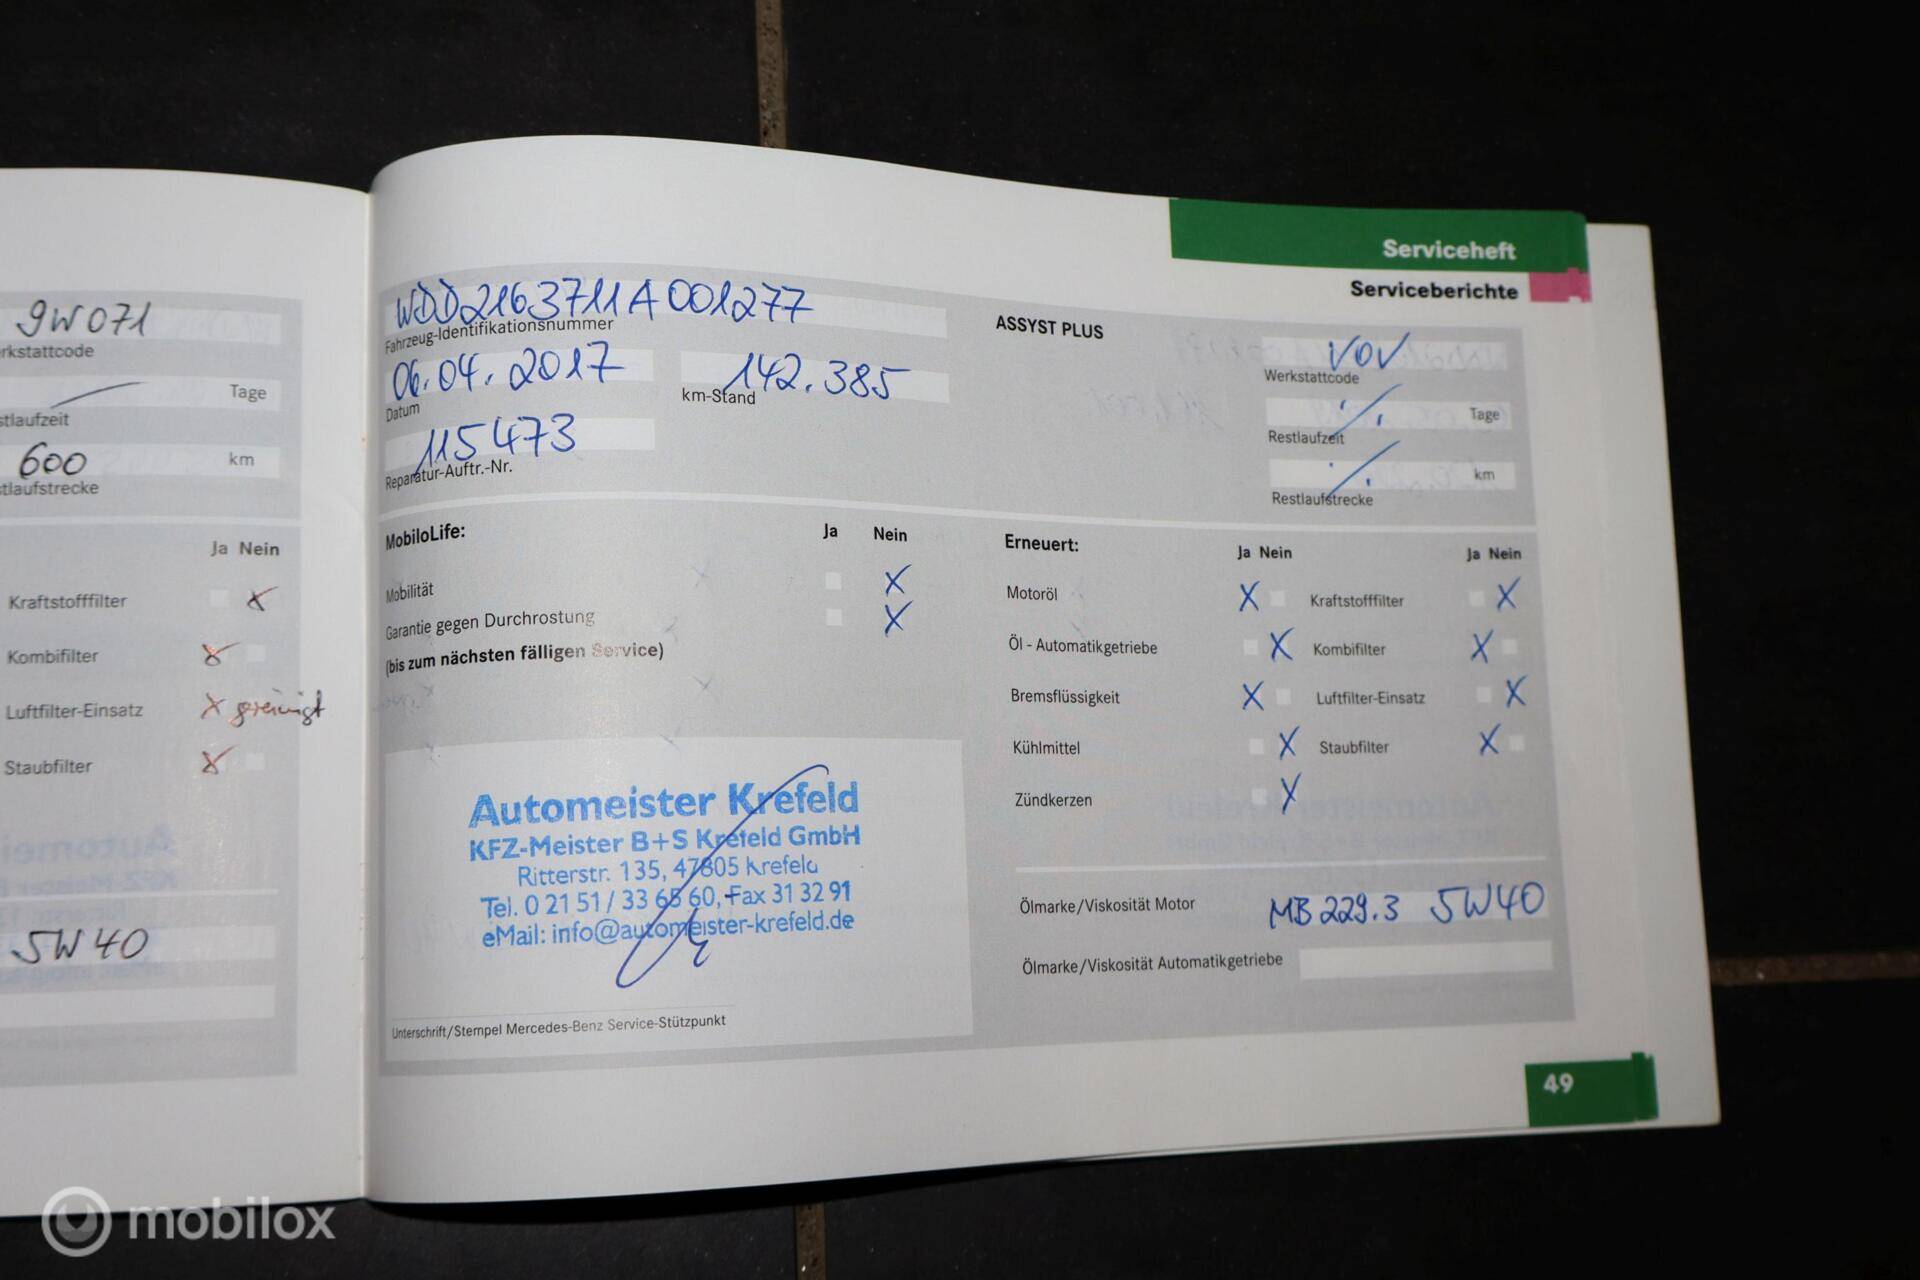 9W071
rkstattcode
Tage
stlaufzeit
600 km
stlaufstrecke
Ja Nein
Kraftstofffilter
Kombifilter
Luftfilter-Einsatz gereinigt
Staubfilter
5W40
Serviceheft
Serviceberichte
WDD2163711A001277
Fahrzeug-Identifikationsnummer
06.04.2017 142.385
Datum km-Stand
115473
Reparatur-Auftr.-Nr.
ASSYST PLUS
VOV
Werkstattcode
./. Tage
Restlaufzeit
./. km
Restlaufstrecke
MobiloLife: Ja Nein
Mobilität X
Garantie gegen Durchrostung X
(bis zum nächsten fälligen Service)
Erneuert: Ja Nein Ja Nein
Motoröl X Kraftstofffilter X
Öl - Automatikgetriebe X Kombifilter X
Bremsflüssigkeit X Luftfilter-Einsatz X
Kühlmittel X Staubfilter X
Zündkerzen X
Automeister Krefeld
KFZ-Meister B+S Krefeld GmbH
Ritterstr. 135, 47805 Krefeld
Tel. 0 21 51 / 33 65 60, Fax 31 32 91
eMail: info@automeister-krefeld.de
Unterschrift/Stempel Mercedes-Benz Service-Stützpunkt
Ölmarke/Viskosität Motor MB 229.3 5W40
Ölmarke/Viskosität Automatikgetriebe
49
mobilox